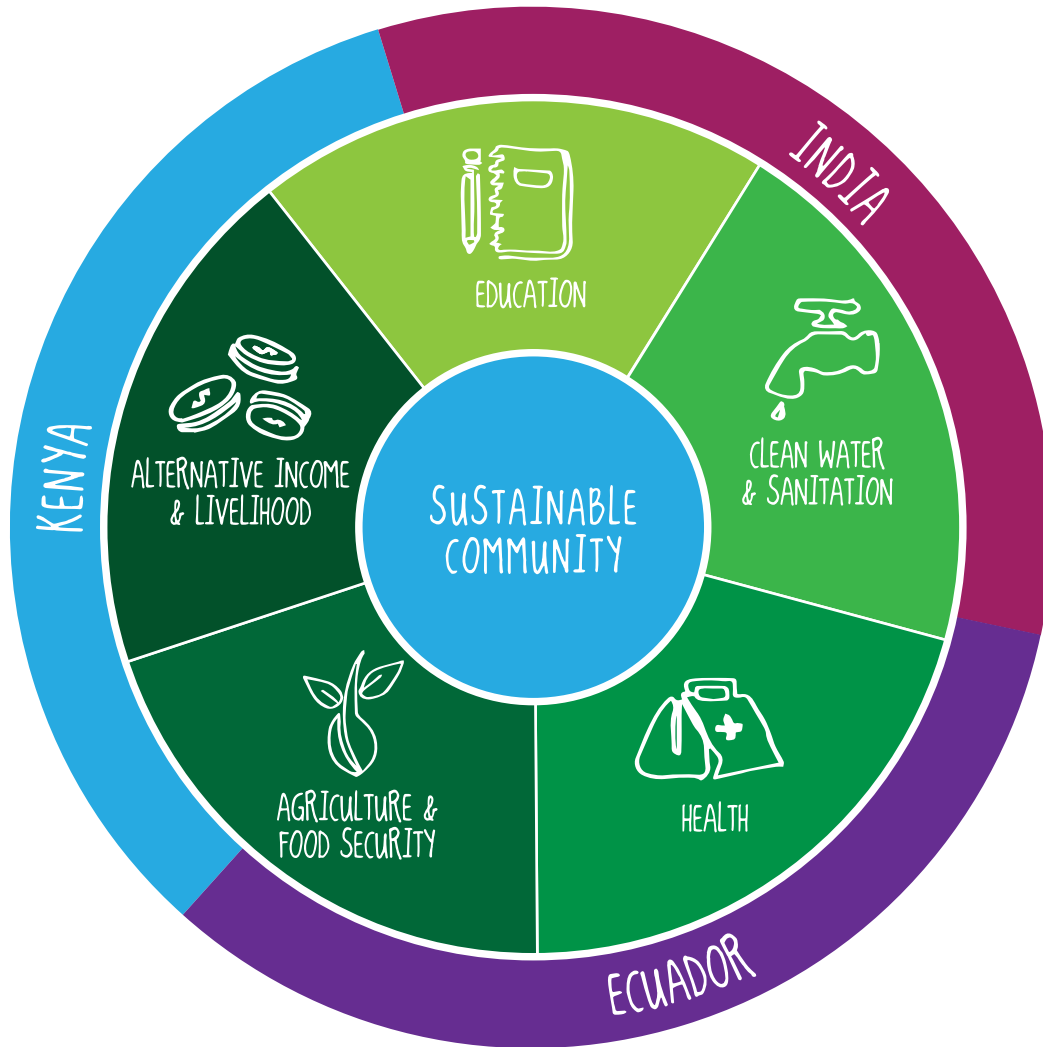 INDIA
EDUCATION
CLEAN WATER
& SANITATION
ALTERNATIVE INCOME
& LIVELIHOOD
KENYA
SUSTAINABLE
COMMUNITY
AGRICULTURE &
FOOD SECURITY
HEALTH
ECUADOR